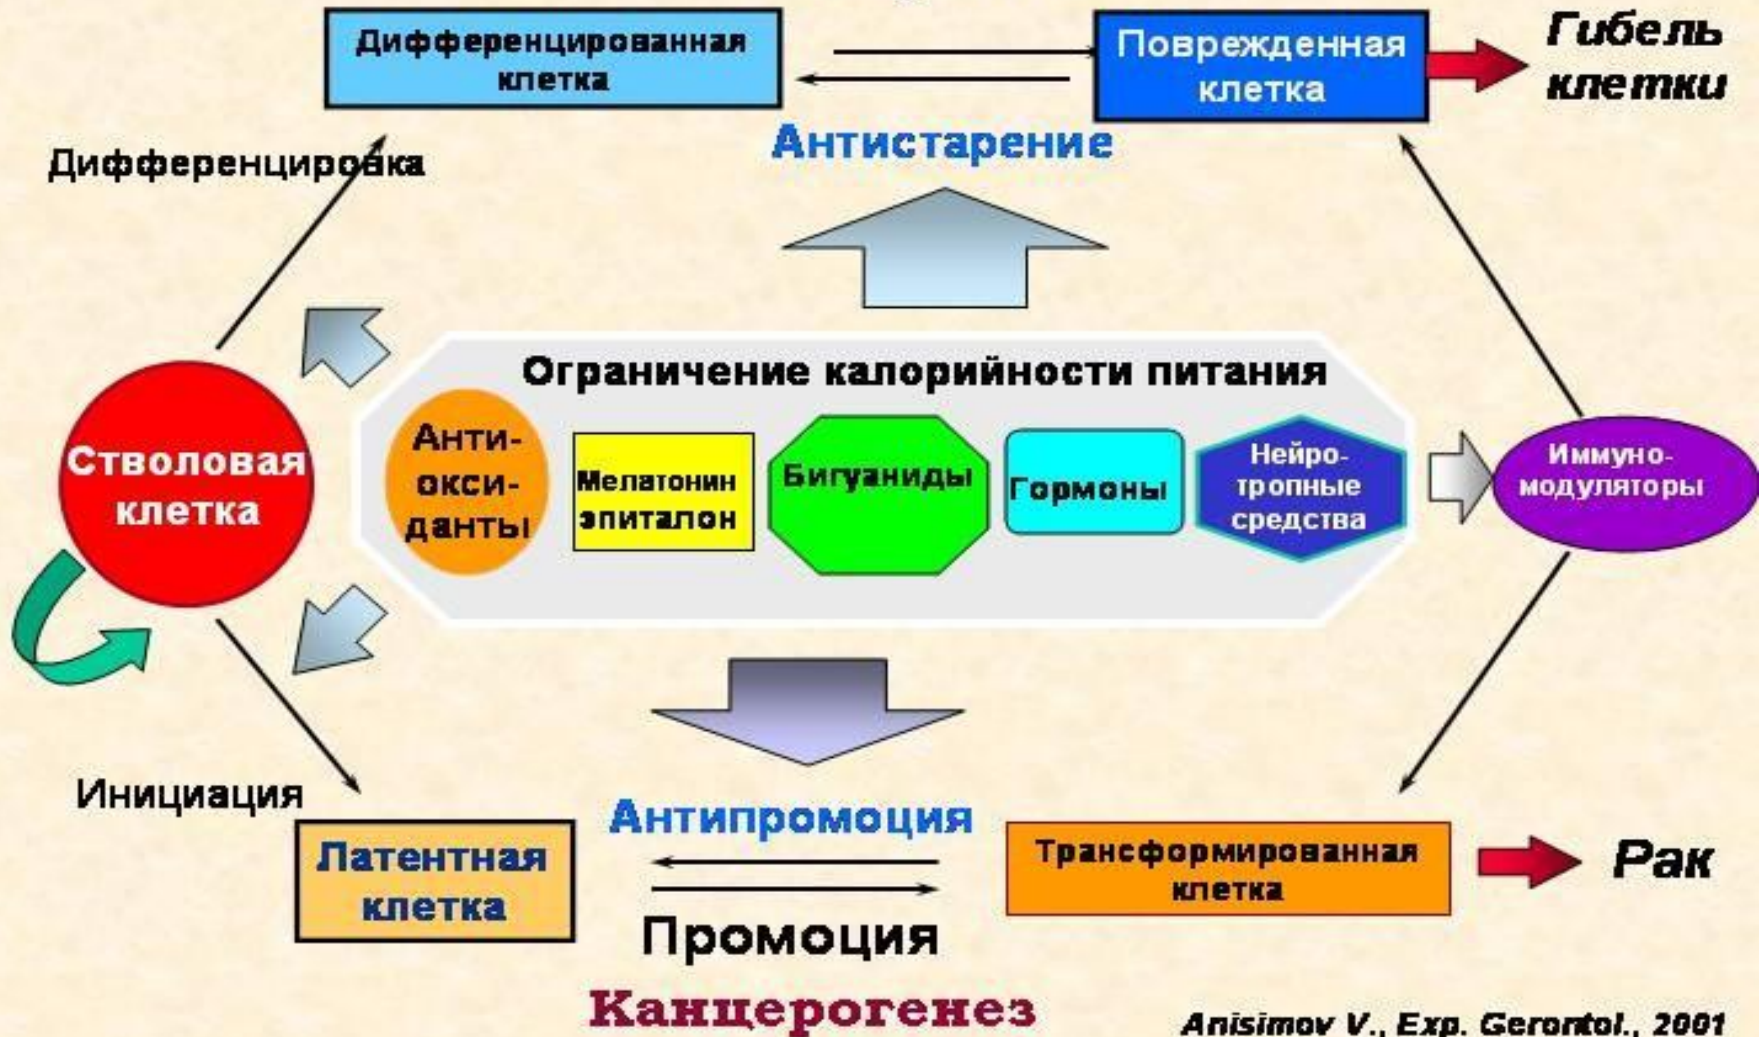 Дифференцированная
клетка
Поврежденная
клетка
Гибель
клетки
Антистарение
Дифференцировка
Ограничение калорийности питания
Стволовая
клетка
Анти-
окси-
данты
Мелатонин
эпиталон
Бигуаниды
Гормоны
Нейро-
тропные
средства
Иммуно-
модуляторы
Инициация
Латентная
клетка
Антипромоция
Промоция
Трансформированная
клетка
Рак
Канцерогенез
Anisimov V., Exp. Gerontol., 2001